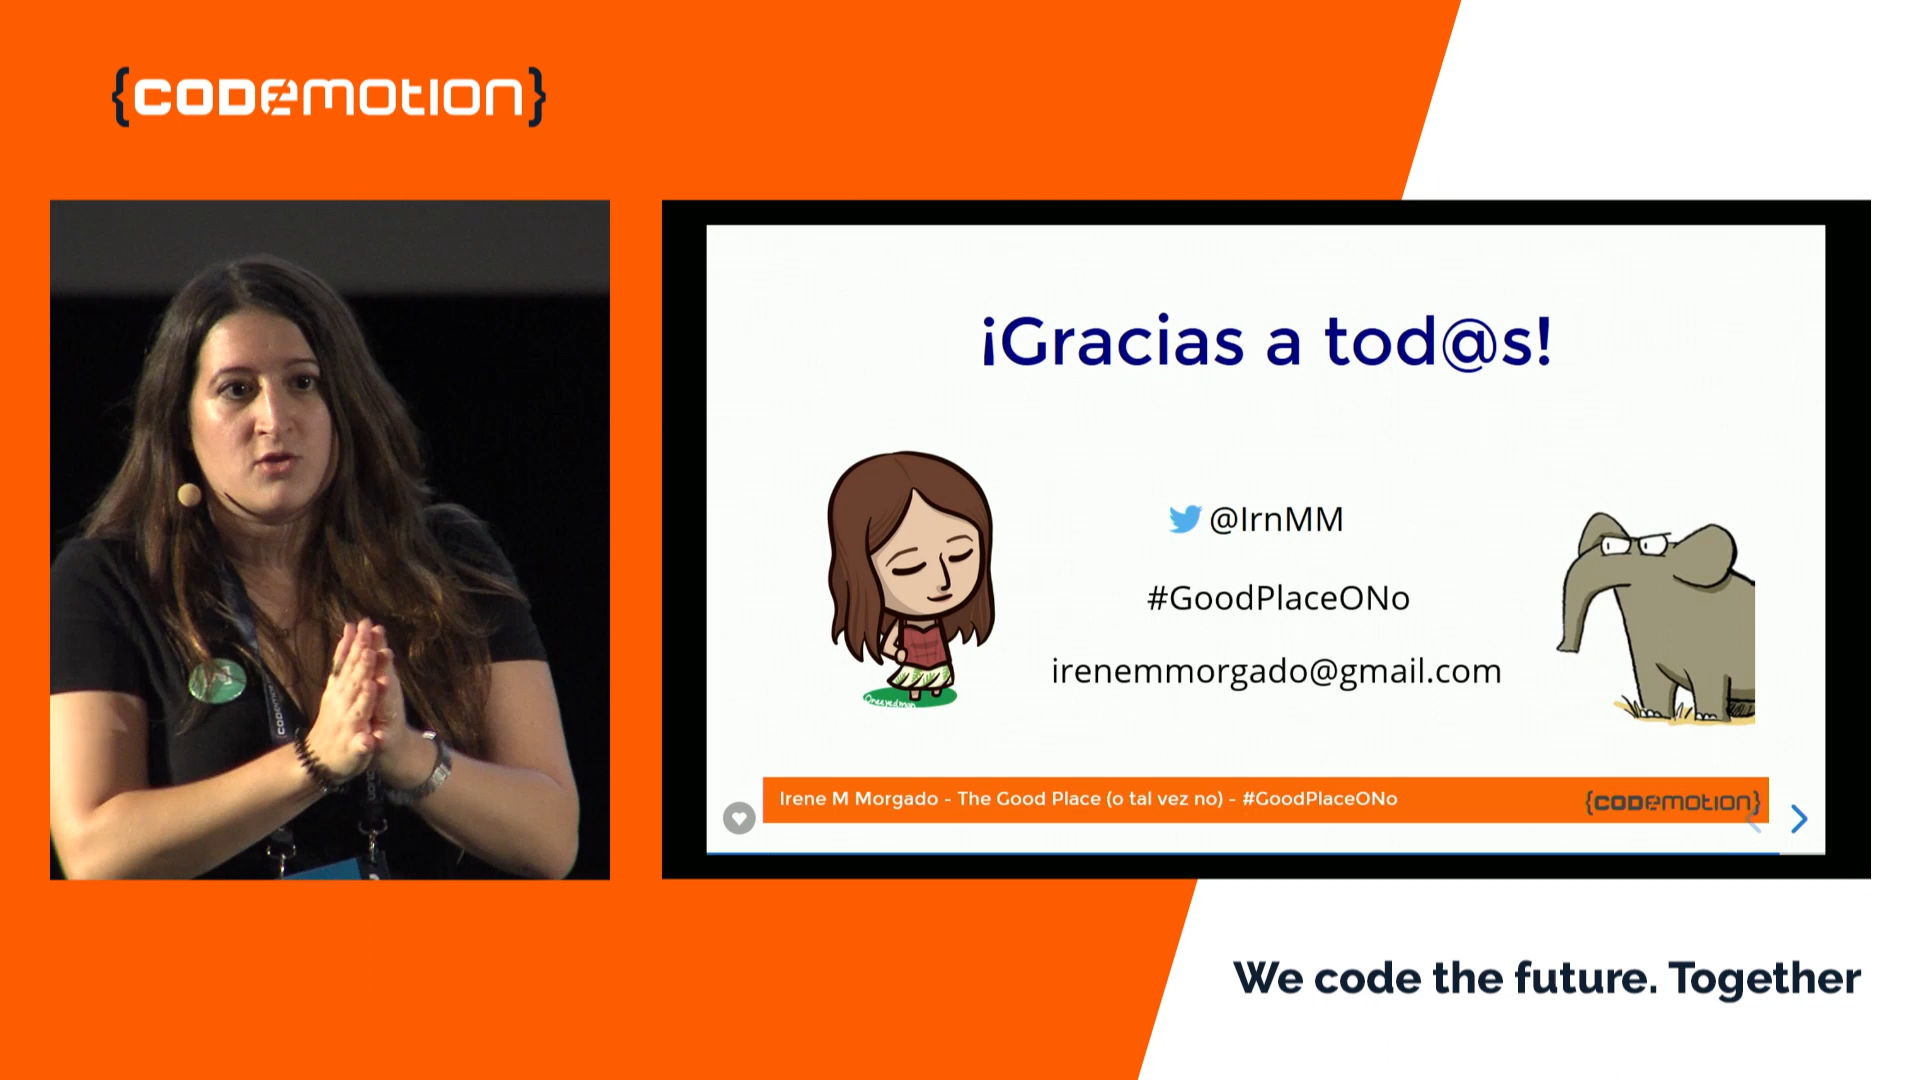 {CODEMOTION}
¡Gracias a tod@s!
@IrnMM
#GoodPlaceONo
irenemmorgado@gmail.com
Oneeyedman
Irene M Morgado - The Good Place (o tal vez no) - #GoodPlaceONo
{CODEMOTION}
We code the future. Together